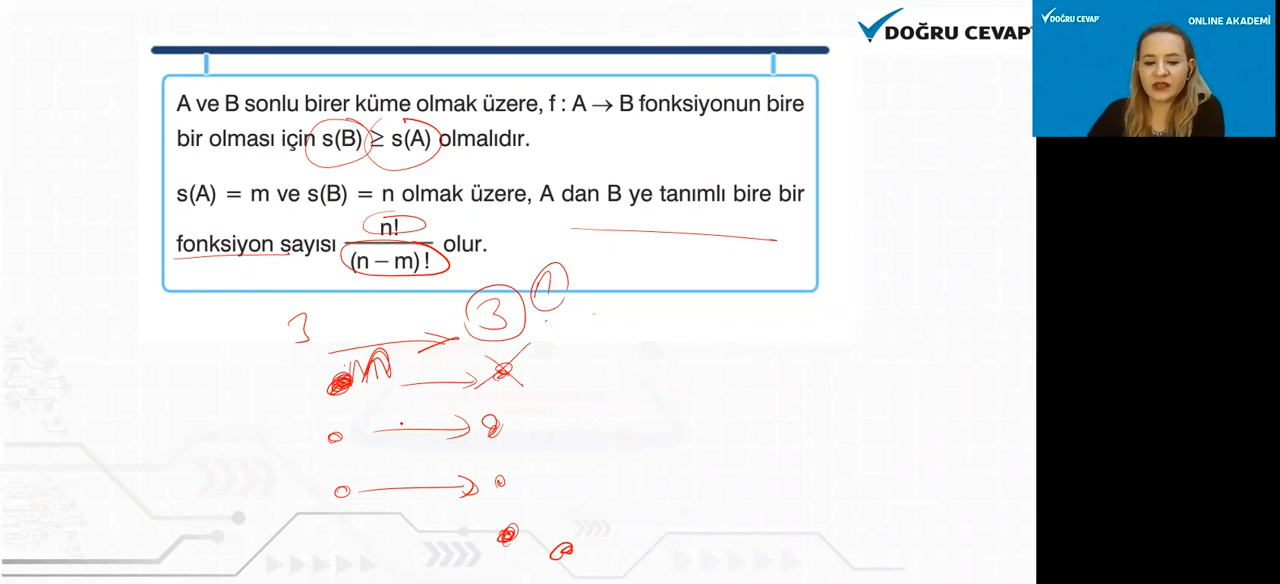 DOĞRU CEVAP
DOĞRU CEVAP
ONLINE AKADEMİ
A ve B sonlu birer küme olmak üzere, f : A → B fonksiyonun bire
bir olması için s(B) ≥ s(A) olmalıdır.
s(A) = m ve s(B) = n olmak üzere, A dan B ye tanımlı bire bir
fonksiyon sayısı n! / (n – m)! olur.
3 3